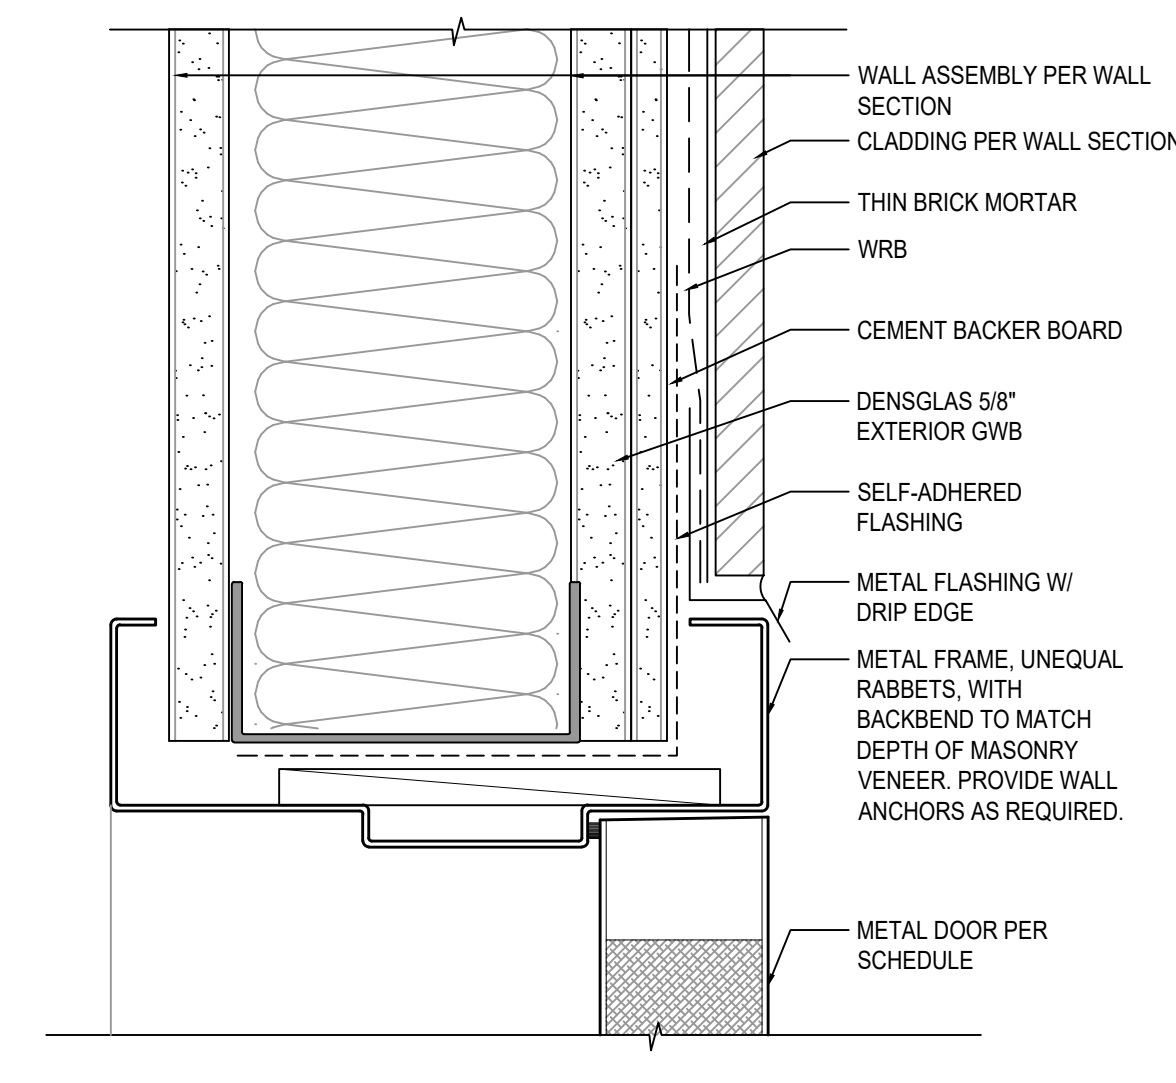 WALL ASSEMBLY PER WALL
SECTION
CLADDING PER WALL SECTION
THIN BRICK MORTAR
WRB
CEMENT BACKER BOARD
DENSGLAS 5/8"
EXTERIOR GWB
SELF-ADHERED
FLASHING
METAL FLASHING W/
DRIP EDGE
METAL FRAME, UNEQUAL
RABBETS, WITH
BACKBEND TO MATCH
DEPTH OF MASONRY
VENEER. PROVIDE WALL
ANCHORS AS REQUIRED.
METAL DOOR PER
SCHEDULE